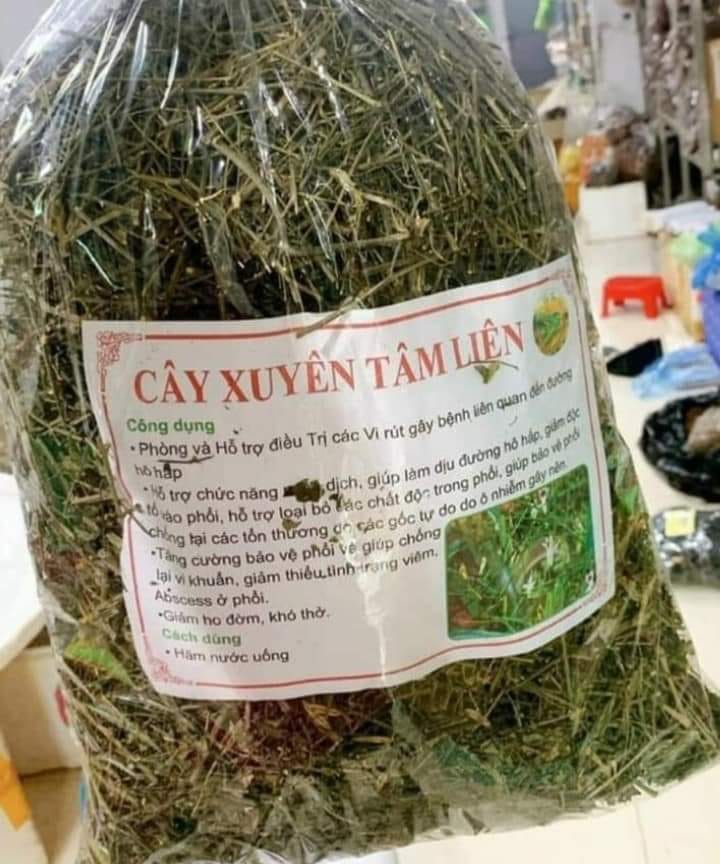 CÂY XUYÊN TÂM LIÊN
Công dụng
• Phòng và Hỗ trợ điều Trị các Vi rút gây bệnh liên quan đến đường
hô hấp
• Hỗ trợ chức năng dịch, giúp làm dịu đường hô hấp, giảm độc
tố vào phổi, hỗ trợ loại bỏ các chất độc trong phổi, giúp bảo vệ phổi
chống lại các tổn thương do các gốc tự do do ô nhiễm gây nên.
•Tăng cường bảo vệ phổi và giúp chống
lại vi khuẩn, giảm thiểu tình trạng viêm,
Abscess ở phổi.
•Giảm ho đờm, khó thở.
Cách dùng
• Hãm nước uống